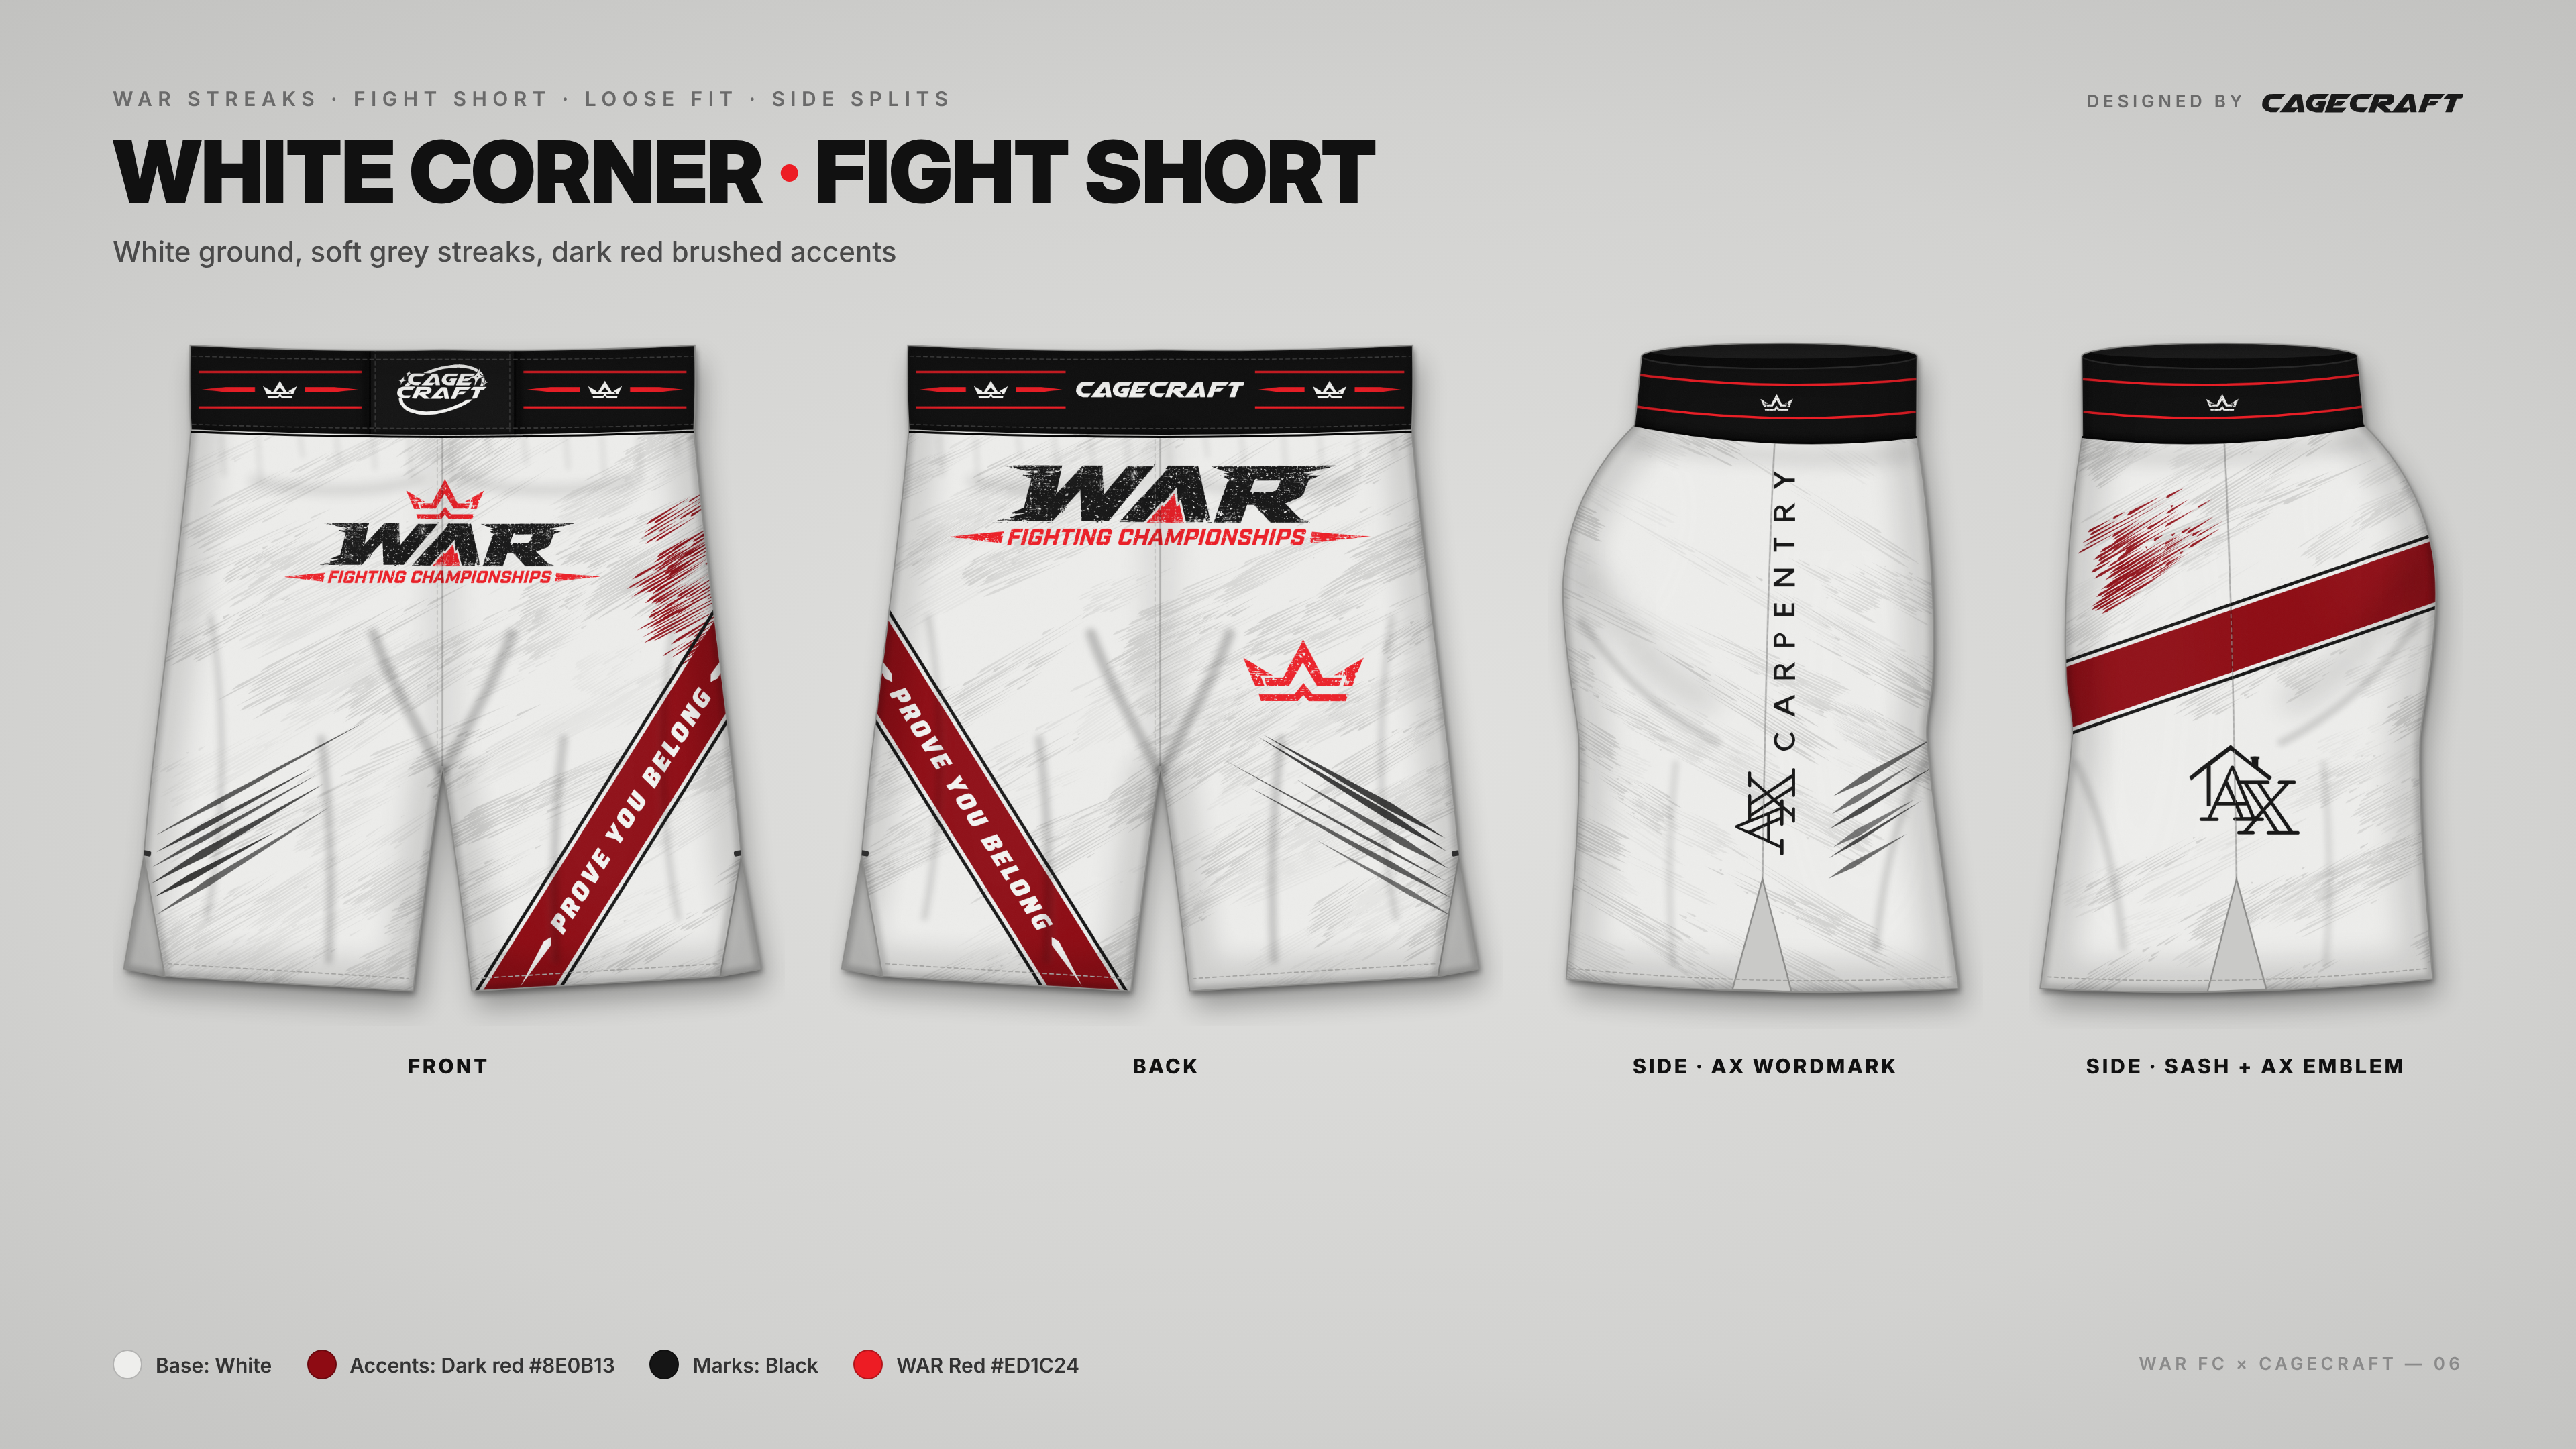 WAR STREAKS · FIGHT SHORT · LOOSE FIT · SIDE SPLITS
DESIGNED BY CAGECRAFT
WHITE CORNER • FIGHT SHORT
White ground, soft grey streaks, dark red brushed accents
CAGE
CRAFT
WAR
FIGHTING CHAMPIONSHIPS
PROVE YOU BELONG
CAGECRAFT
WAR
FIGHTING CHAMPIONSHIPS
PROVE YOU BELONG
AX CARPENTRY
AX
FRONT
BACK
SIDE · AX WORDMARK
SIDE · SASH + AX EMBLEM
Base: White
Accents: Dark red #8E0B13
Marks: Black
WAR Red #ED1C24
WAR FC × CAGECRAFT — 06